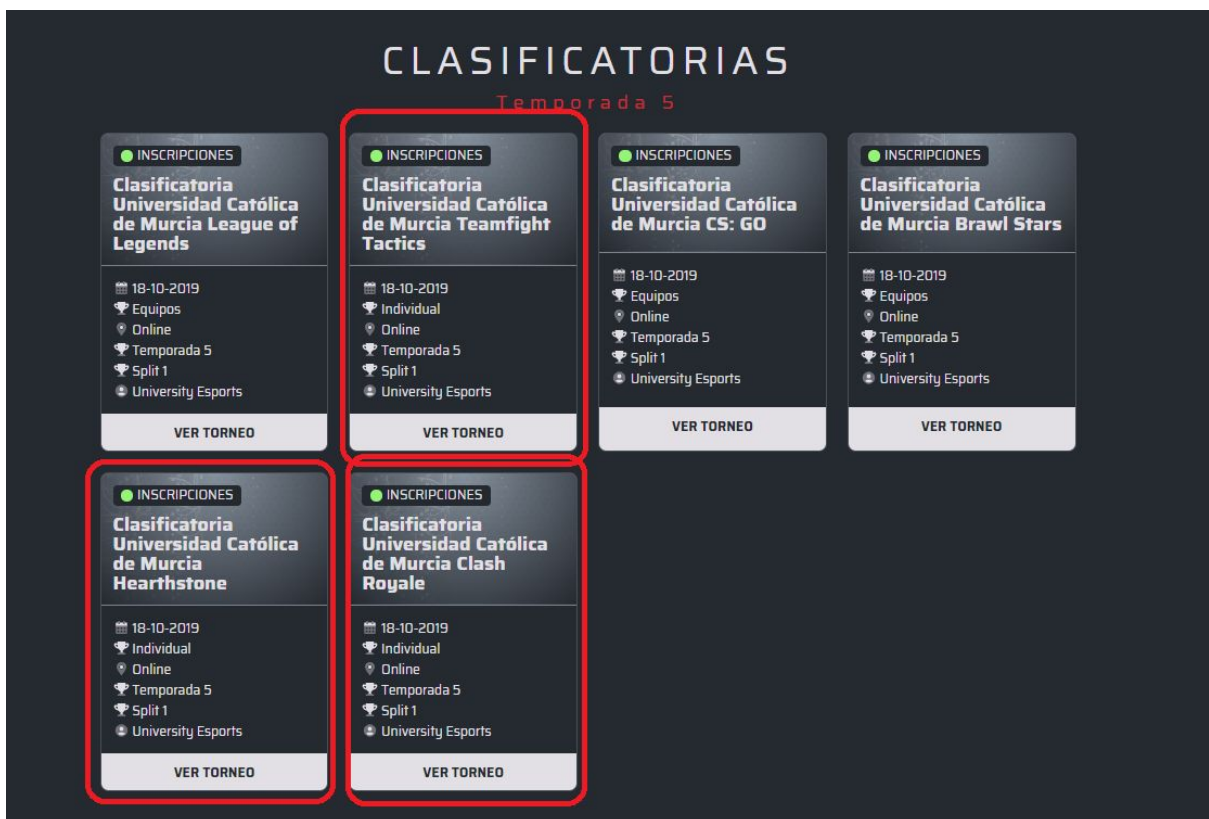 CLASIFICATORIAS
Temporada 5
INSCRIPCIONES
Clasificatoria
Universidad Católica
de Murcia League of
Legends
18-10-2019
Equipos
Online
Temporada 5
Split 1
University Esports
VER TORNEO
INSCRIPCIONES
Clasificatoria
Universidad Católica
de Murcia Teamfight
Tactics
18-10-2019
Individual
Online
Temporada 5
Split 1
University Esports
VER TORNEO
INSCRIPCIONES
Clasificatoria
Universidad Católica
de Murcia CS: GO
18-10-2019
Equipos
Online
Temporada 5
Split 1
University Esports
VER TORNEO
INSCRIPCIONES
Clasificatoria
Universidad Católica
de Murcia Brawl Stars
18-10-2019
Equipos
Online
Temporada 5
Split 1
University Esports
VER TORNEO
INSCRIPCIONES
Clasificatoria
Universidad Católica
de Murcia
Hearthstone
18-10-2019
Individual
Online
Temporada 5
Split 1
University Esports
VER TORNEO
INSCRIPCIONES
Clasificatoria
Universidad Católica
de Murcia Clash
Royale
18-10-2019
Individual
Online
Temporada 5
Split 1
University Esports
VER TORNEO